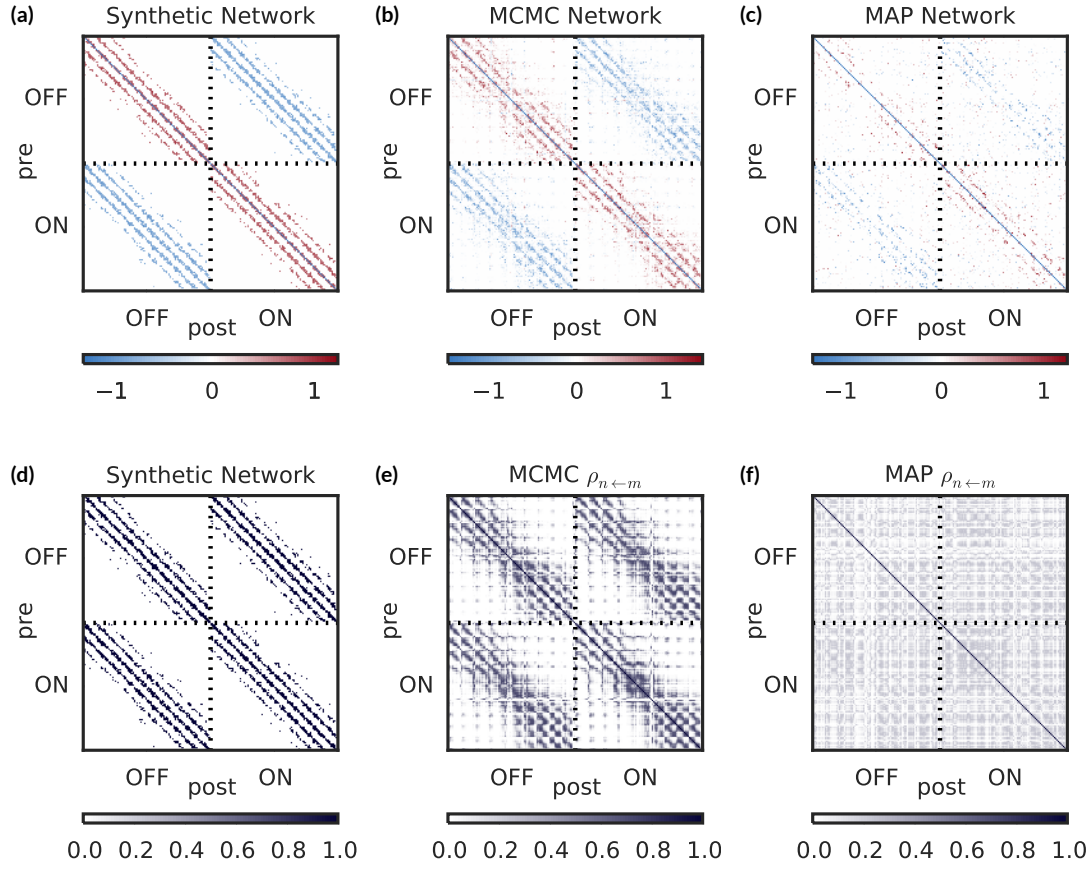 (a) Synthetic Network
(b) MCMC Network
(c) MAP Network
OFF
ON
pre
OFF
ON
post
−1 0 1
OFF
ON
pre
OFF
ON
post
−1 0 1
OFF
ON
pre
OFF
ON
post
−1 0 1
(d) Synthetic Network
(e) MCMC ρn←m
(f) MAP ρn←m
OFF
ON
pre
OFF
ON
post
0.0 0.2 0.4 0.6 0.8 1.0
OFF
ON
pre
OFF
ON
post
0.0 0.2 0.4 0.6 0.8 1.0
OFF
ON
pre
OFF
ON
post
0.0 0.2 0.4 0.6 0.8 1.0